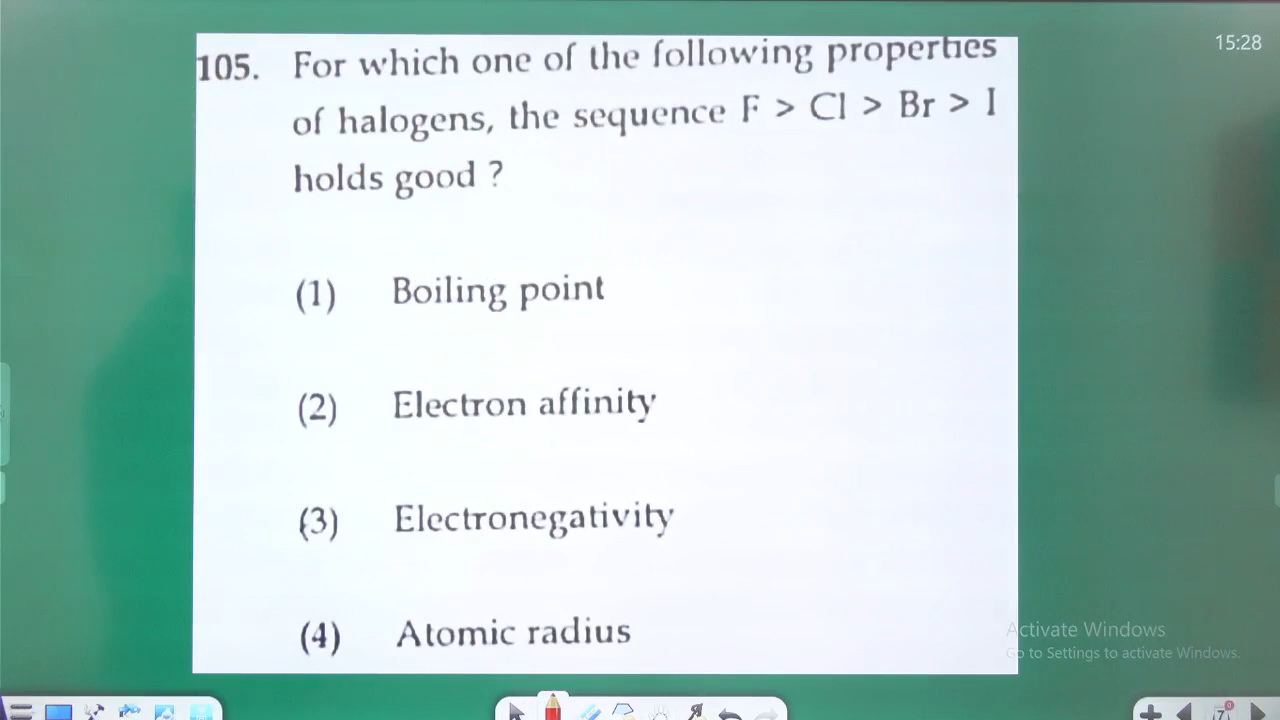 15:28
105. For which one of the following properties
of halogens, the sequence F > Cl > Br > I
holds good ?
(1) Boiling point
(2) Electron affinity
(3) Electronegativity
(4) Atomic radius
Activate Windows
Go to Settings to activate Windows.